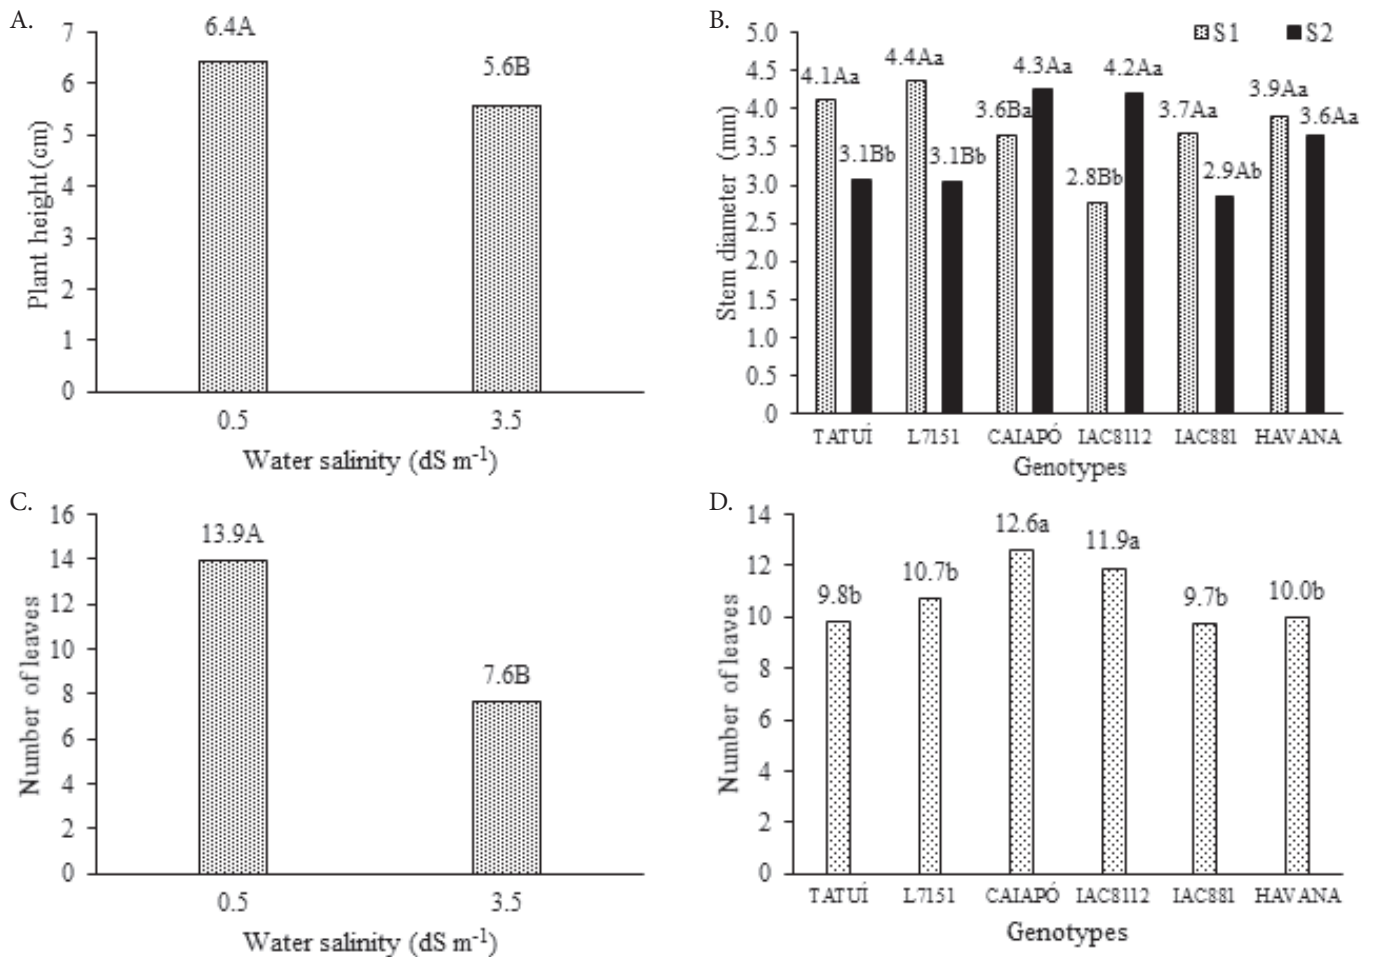 A.
7
6
5
4
3
2
1
0
Plant height (cm)
6.4A
5.6B
0.5 3.5
Water salinity (dS m-1)
B.
S1 S2
5.0
4.5
4.0
3.5
3.0
2.5
2.0
1.5
1.0
0.5
.0
Stem diameter (mm)
4.1Aa 3.1Bb 4.4Aa 3.1Bb 3.6Ba 4.3Aa 2.8Bb 4.2Aa 3.7Aa 2.9Ab 3.9Aa 3.6Aa
TATUÍ L7151 CAIAPÓ IAC8112 IAC881 HAVANA
Genotypes
C.
16
14
12
10
8
6
4
2
0
Number of leaves
13.9A
7.6B
0.5 3.5
Water salinity (dS m-1)
D.
14
12
10
8
6
4
2
0
Number of leaves
9.8b 10.7b 12.6a 11.9a 9.7b 10.0b
TATUÍ L7151 CAIAPÓ IAC8112 IAC881 HAVANA
Genotypes